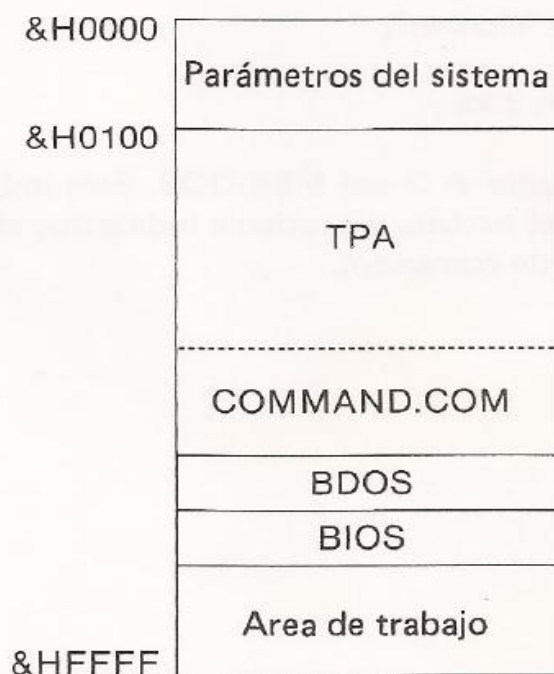 &H0000
Parámetros del sistema
&H0100
TPA
COMMAND.COM
BDOS
BIOS
Area de trabajo
&HFFFF